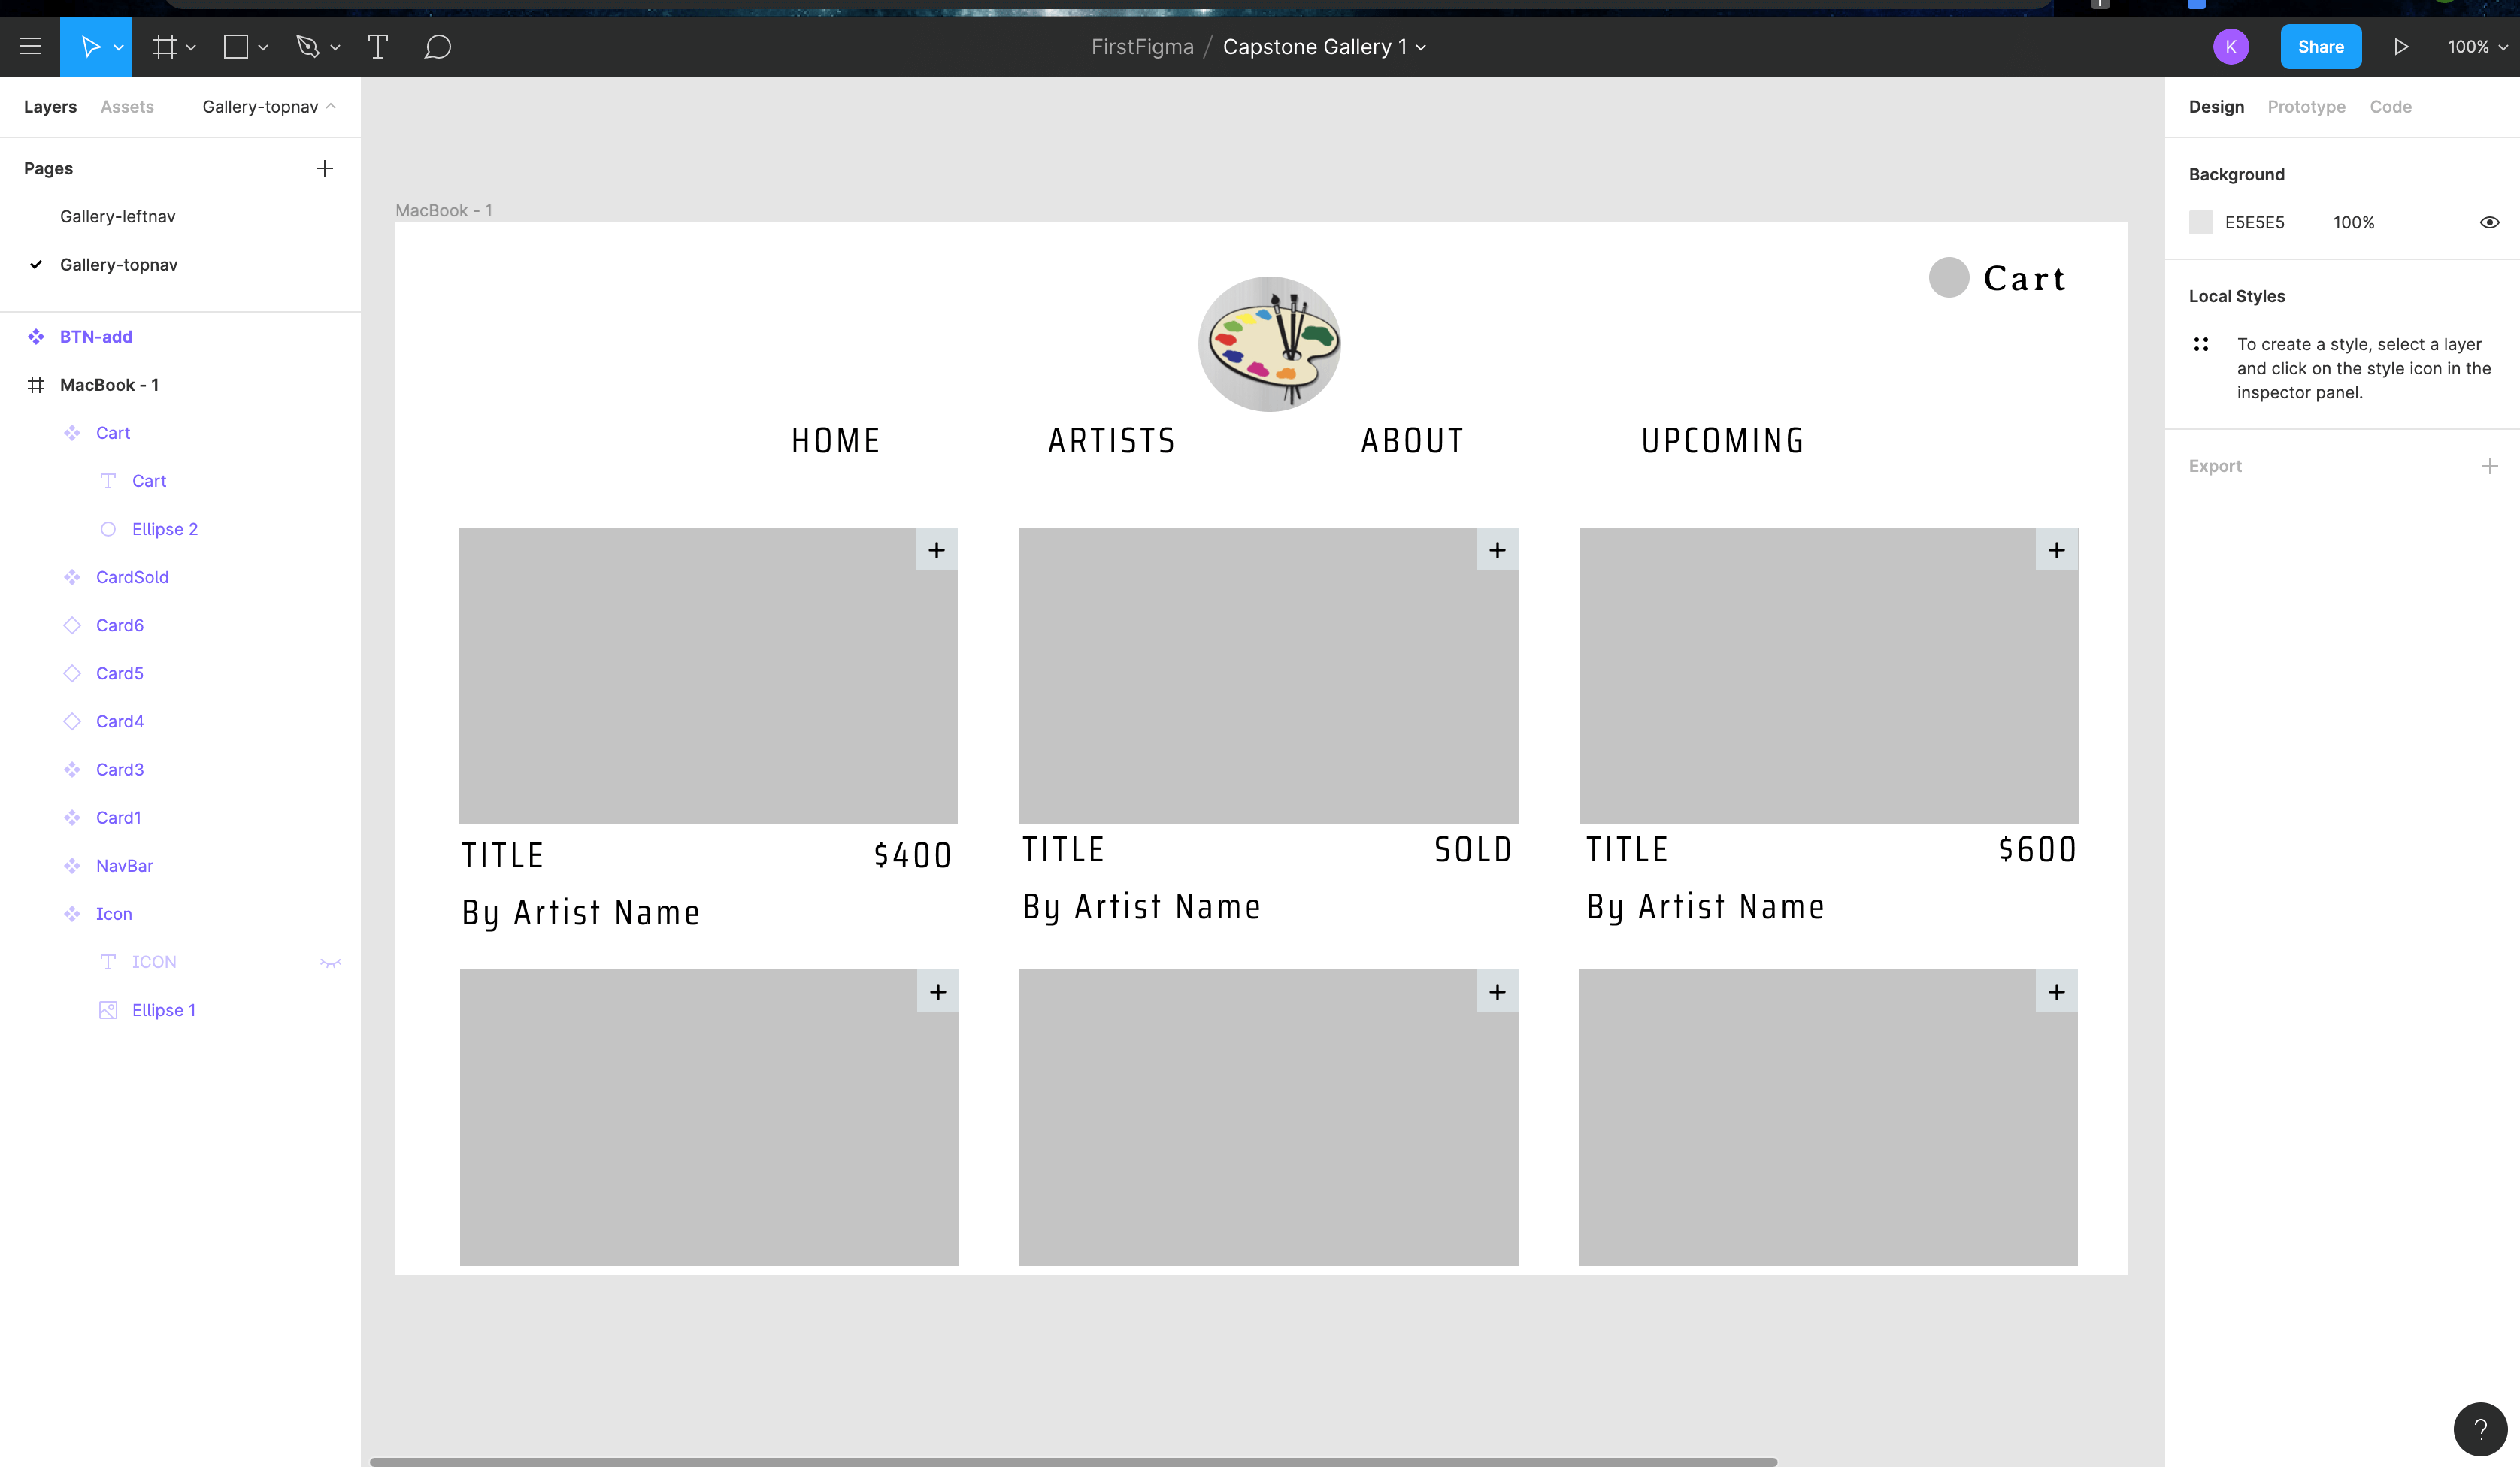 FirstFigma / Capstone Gallery 1
K
Share
100%
Layers
Assets
Gallery-topnav
Pages
Gallery-leftnav
Gallery-topnav
BTN-add
MacBook - 1
Cart
Cart
Ellipse 2
CardSold
Card6
Card5
Card4
Card3
Card1
NavBar
Icon
ICON
Ellipse 1
MacBook - 1
Cart
HOME ARTISTS ABOUT UPCOMING
+ + +
TITLE $400
By Artist Name
TITLE SOLD
By Artist Name
TITLE $600
By Artist Name
+ + +
Design Prototype Code
Background
E5E5E5 100%
Local Styles
To create a style, select a layer
and click on the style icon in the
inspector panel.
Export
?